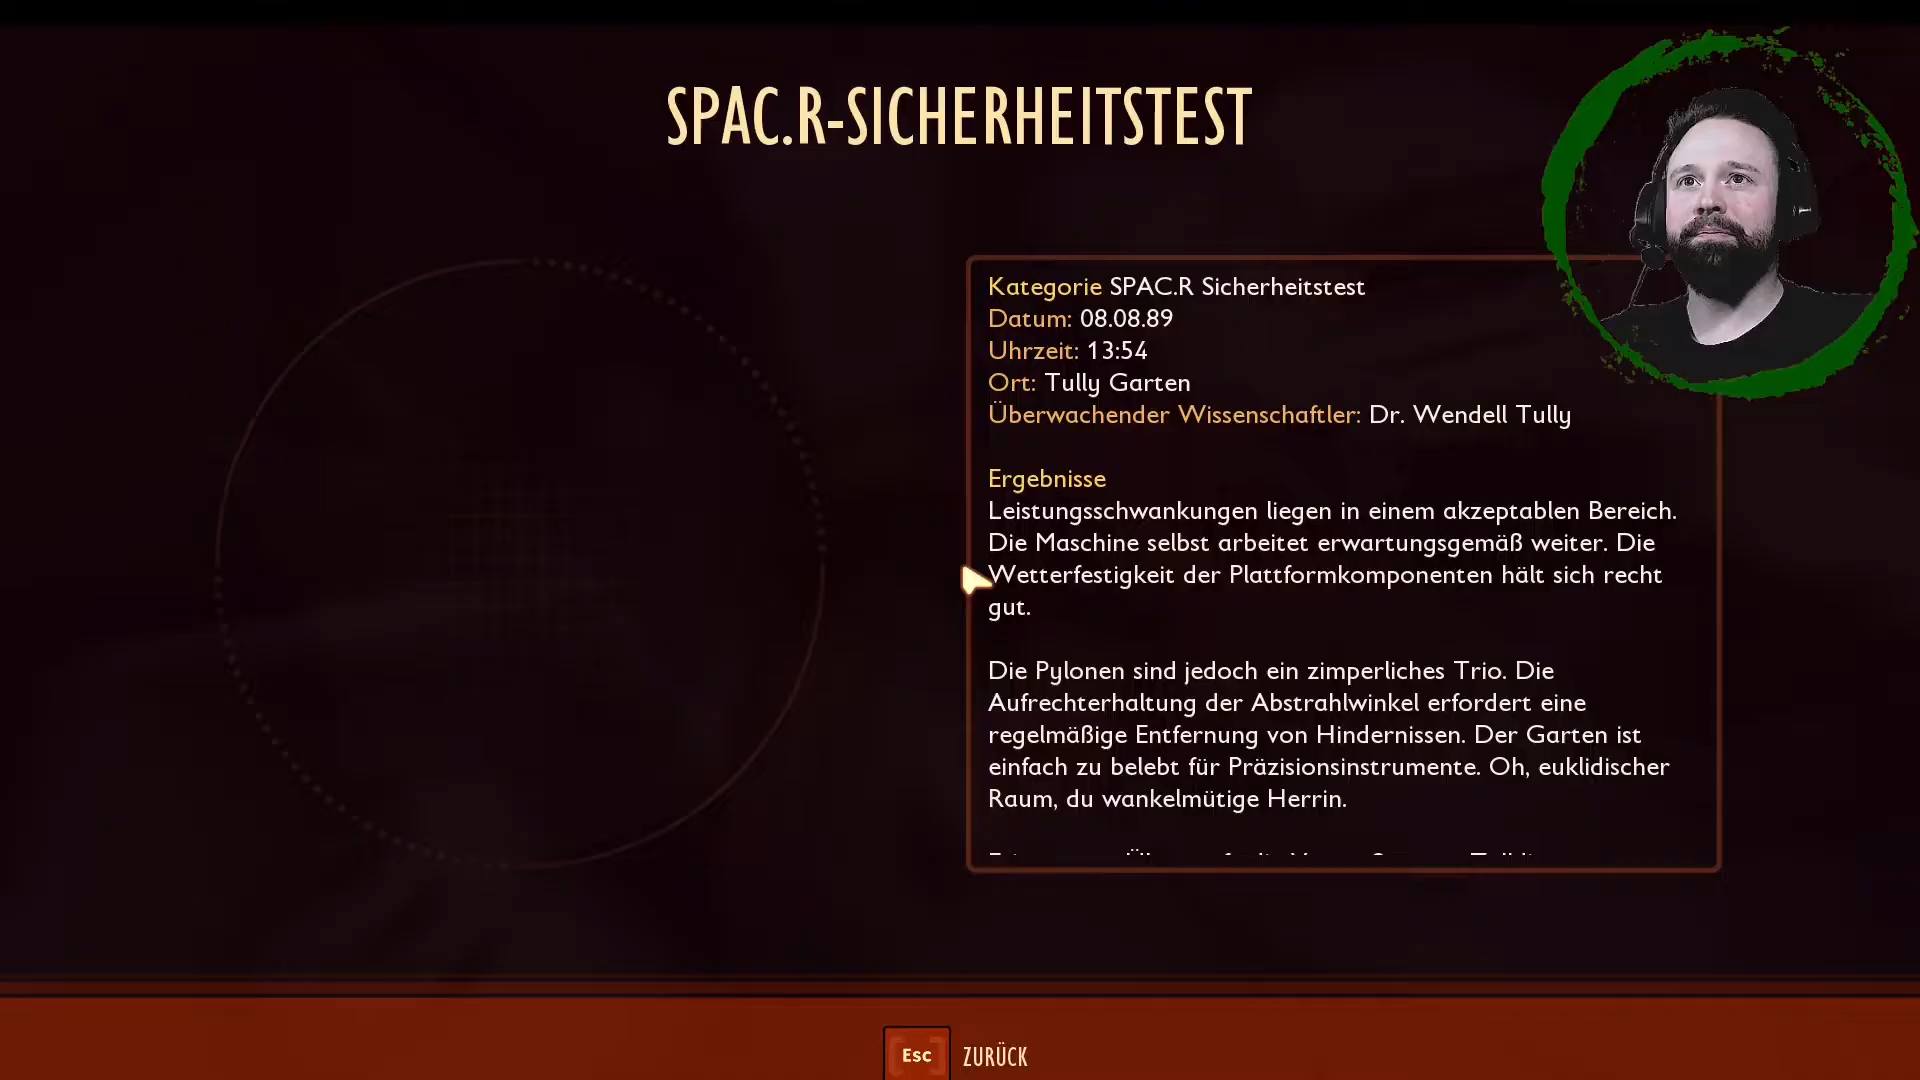 SPAC.R-SICHERHEITSTEST
Kategorie SPAC.R Sicherheitstest
Datum: 08.08.89
Uhrzeit: 13:54
Ort: Tully Garten
Überwachender Wissenschaftler: Dr. Wendell Tully
Ergebnisse
Leistungsschwankungen liegen in einem akzeptablen Bereich.
Die Maschine selbst arbeitet erwartungsgemäß weiter. Die
Wetterfestigkeit der Plattformkomponenten hält sich recht
gut.
Die Pylonen sind jedoch ein zimperliches Trio. Die
Aufrechterhaltung der Abstrahlwinkel erfordert eine
regelmäßige Entfernung von Hindernissen. Der Garten ist
einfach zu belebt für Präzisionsinstrumente. Oh, euklidischer
Raum, du wankelmütige Herrin.
Esc ZURÜCK